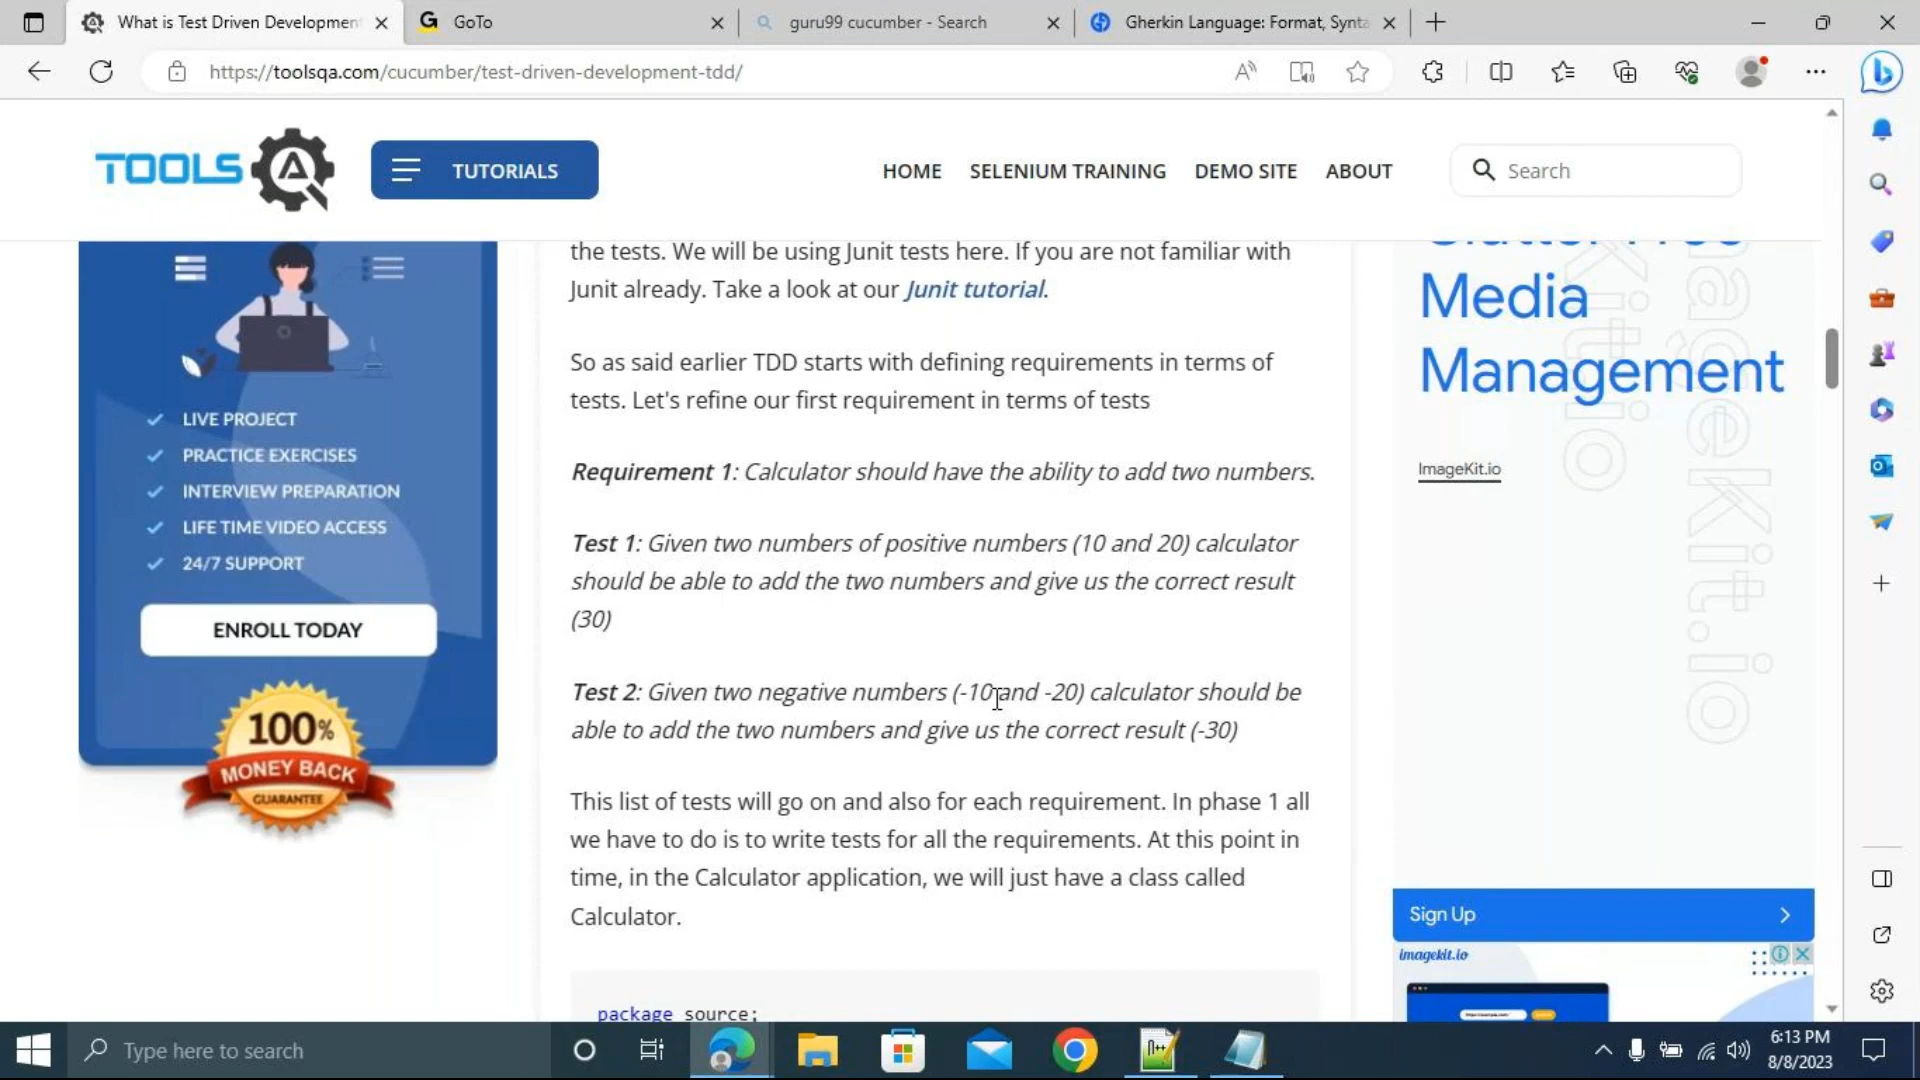 What is Test Driven Developmen
GoTo
guru99 cucumber - Search
Gherkin Language: Format, Synta
https://toolsqa.com/cucumber/test-driven-development-tdd/
TOOLS QA
TUTORIALS
HOME
SELENIUM TRAINING
DEMO SITE
ABOUT
Search
LIVE PROJECT
PRACTICE EXERCISES
INTERVIEW PREPARATION
LIFE TIME VIDEO ACCESS
24/7 SUPPORT
ENROLL TODAY
100%
MONEY BACK
GUARANTEE
the tests. We will be using Junit tests here. If you are not familiar with
Junit already. Take a look at our Junit tutorial.
So as said earlier TDD starts with defining requirements in terms of
tests. Let's refine our first requirement in terms of tests
Requirement 1: Calculator should have the ability to add two numbers.
Test 1: Given two numbers of positive numbers (10 and 20) calculator
should be able to add the two numbers and give us the correct result
(30)
Test 2: Given two negative numbers (-10 and -20) calculator should be
able to add the two numbers and give us the correct result (-30)
This list of tests will go on and also for each requirement. In phase 1 all
we have to do is to write tests for all the requirements. At this point in
time, in the Calculator application, we will just have a class called
Calculator.
package source;
Media
Management
ImageKit.io
ImageKit.io
ImageKit.io
Sign Up
imagekit.io
Type here to search
6:13 PM
8/8/2023